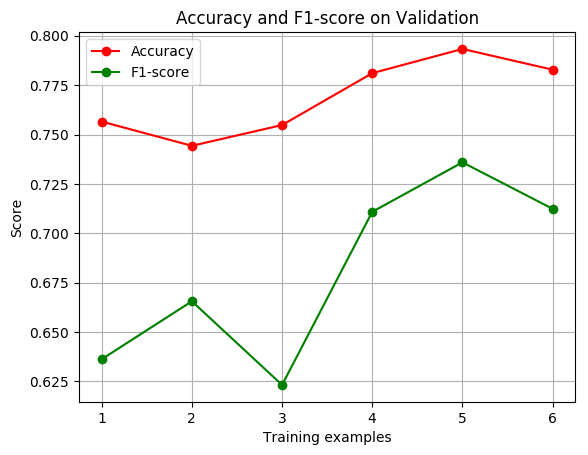 Accuracy and F1-score on Validation
Accuracy
F1-score
0.800
0.775
0.750
0.725
0.700
0.675
0.650
0.625
Score
1 2 3 4 5 6
Training examples